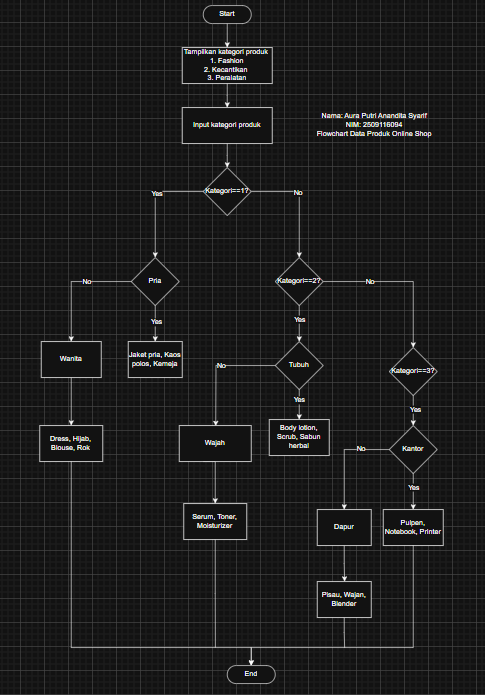 Start
Tampilkan kategori produk
1. Fashion
2. Kecantikan
3. Peralatan
Input kategori produk
Nama: Aura Putri Anandita Syarif
NIM: 2509116094
Flowchart Data Produk Online Shop
Kategori==1?
Yes
No
Pria
No
Yes
Kategori==2?
No
Yes
Wanita
Jaket pria, Kaos
polos, Kemeja
Tubuh
No
Yes
Kategori==3?
Yes
Dress, Hijab,
Blouse, Rok
Wajah
Body lotion,
Scrub, Sabun
herbal
Kantor
No
Yes
Serum, Toner,
Moisturizer
Dapur
Pulpen,
Notebook, Printer
Pisau, Wajan,
Blender
End